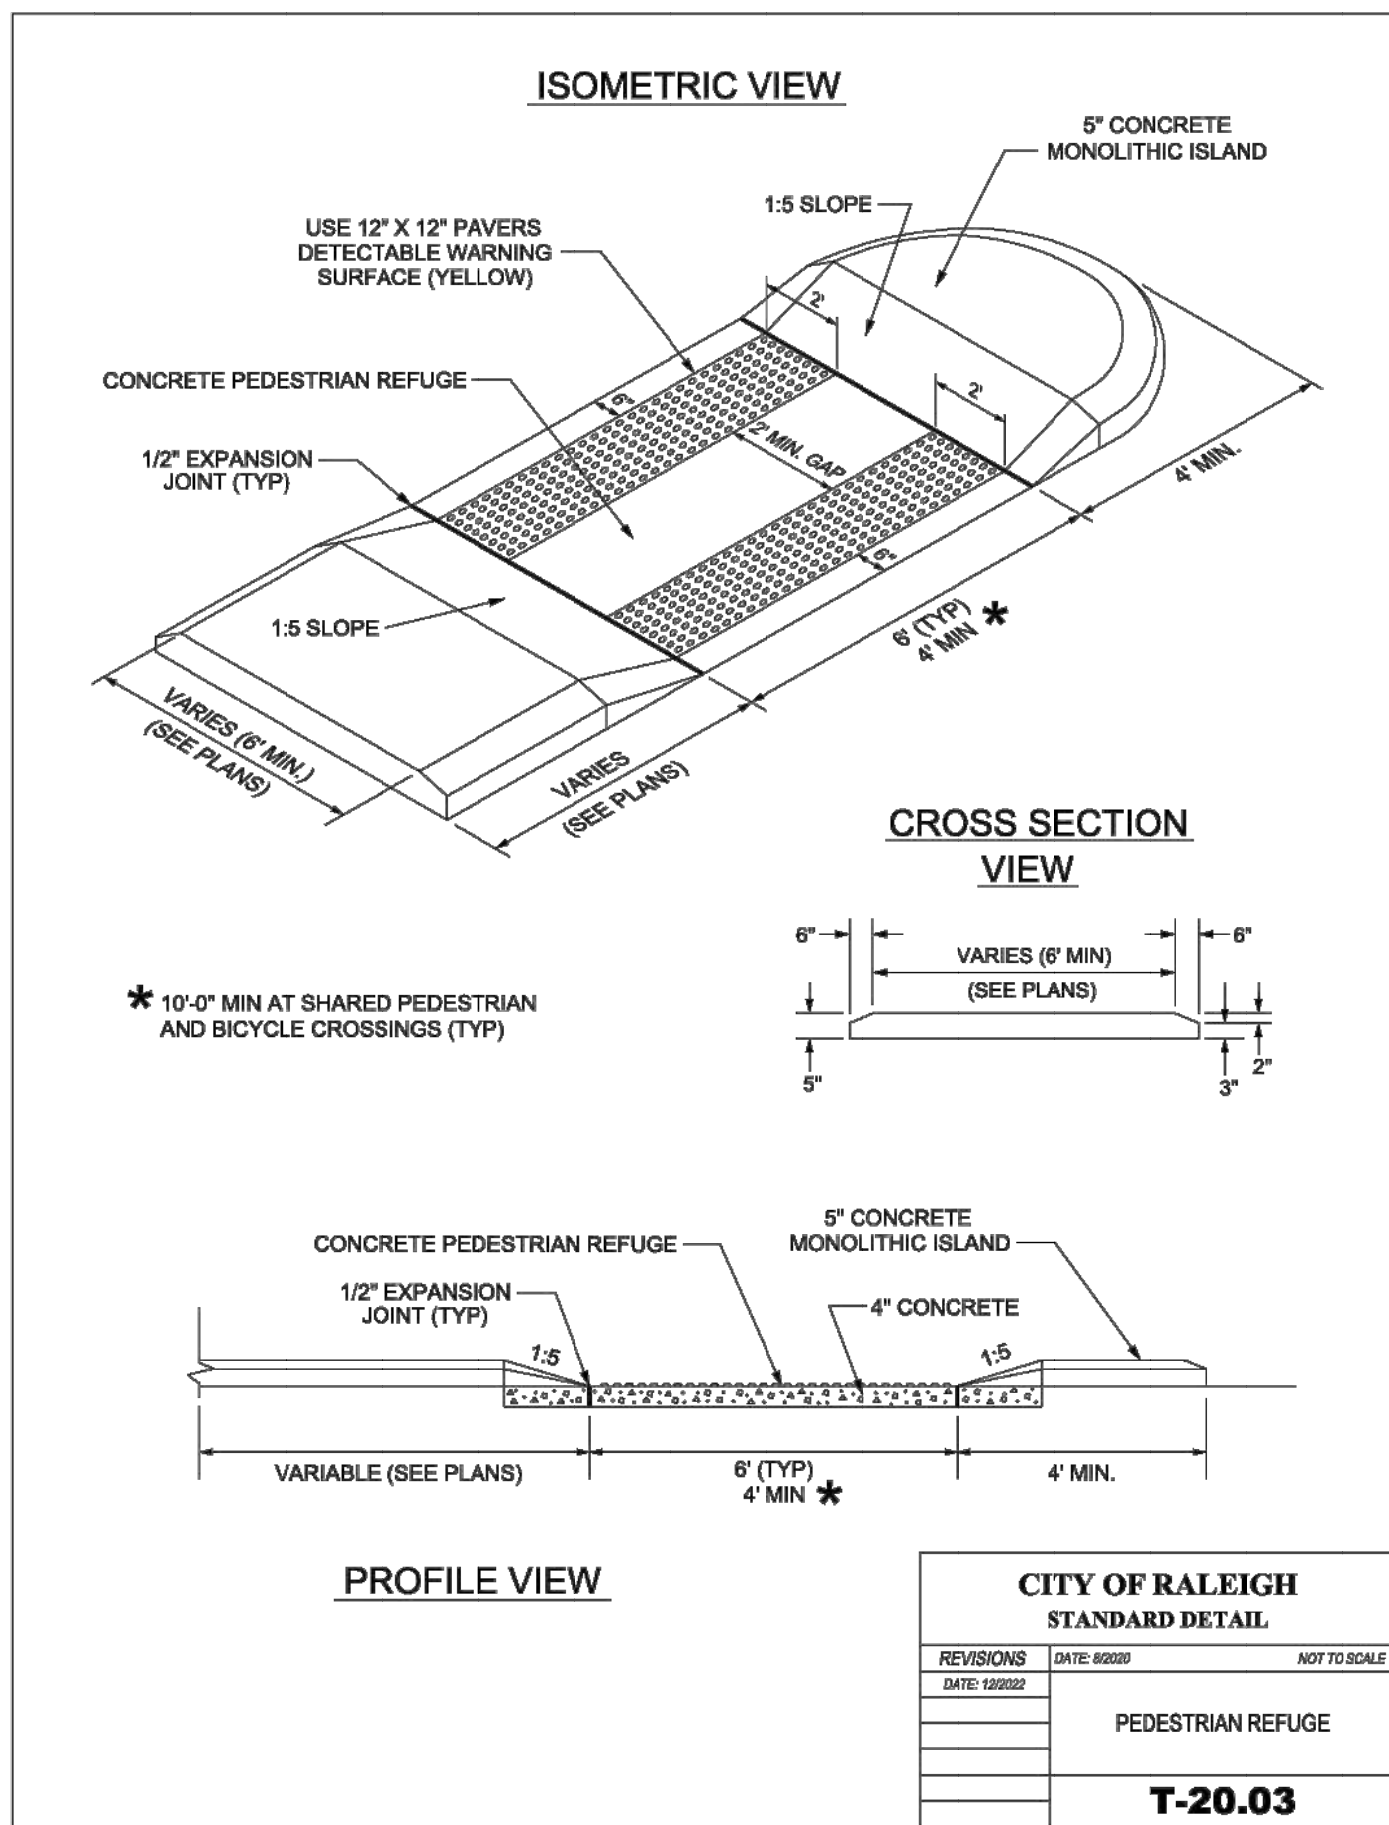 ISOMETRIC VIEW
5" CONCRETE
MONOLITHIC ISLAND
1:5 SLOPE
USE 12" X 12" PAVERS
DETECTABLE WARNING
SURFACE (YELLOW)
2'
CONCRETE PEDESTRIAN REFUGE
6"
2'
2' MIN. GAP
1/2" EXPANSION
JOINT (TYP)
4' MIN.
6"
1:5 SLOPE
6' (TYP)
4' MIN *
VARIES (6' MIN.)
(SEE PLANS)
VARIES
(SEE PLANS)
CROSS SECTION
VIEW
6"
6"
VARIES (6' MIN)
(SEE PLANS)
* 10'-0" MIN AT SHARED PEDESTRIAN
AND BICYCLE CROSSINGS (TYP)
5"
3"
2"
5" CONCRETE
MONOLITHIC ISLAND
CONCRETE PEDESTRIAN REFUGE
1/2" EXPANSION
JOINT (TYP)
4" CONCRETE
1:5
1:5
VARIABLE (SEE PLANS)
6' (TYP)
4' MIN *
4' MIN.
PROFILE VIEW
CITY OF RALEIGH
STANDARD DETAIL
REVISIONS
DATE: 8/2020
NOT TO SCALE
DATE: 12/2022
PEDESTRIAN REFUGE
T-20.03